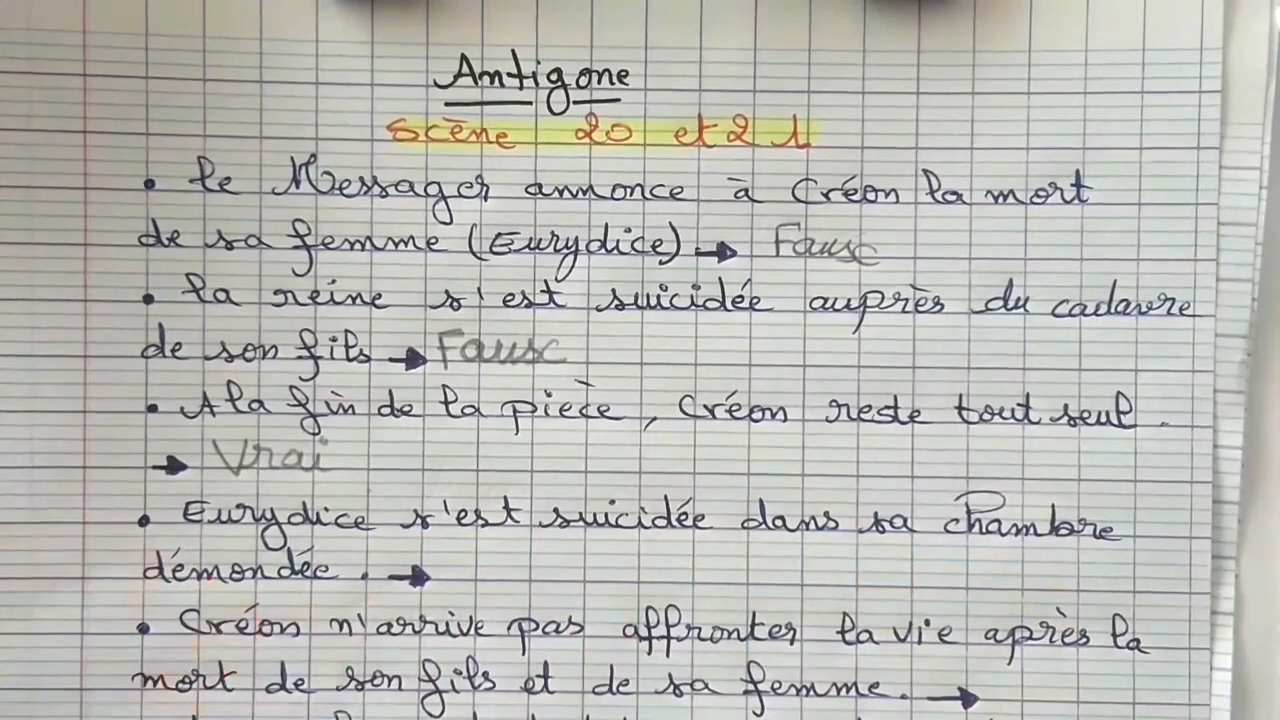 Antigone
Scène 20 et 21
• le Messager annonce à Créon la mort
de sa femme (Eurydice) → Faux
• la reine s'est suicidée auprès du cadavre
de son fils → Faux
• A la fin de la pièce, Créon reste tout seul.
→ Vrai
• Eurydice s'est suicidée dans sa chambre
démondée. →
• Créon n'arrive pas affronter la vie après la
mort de son fils et de sa femme. →